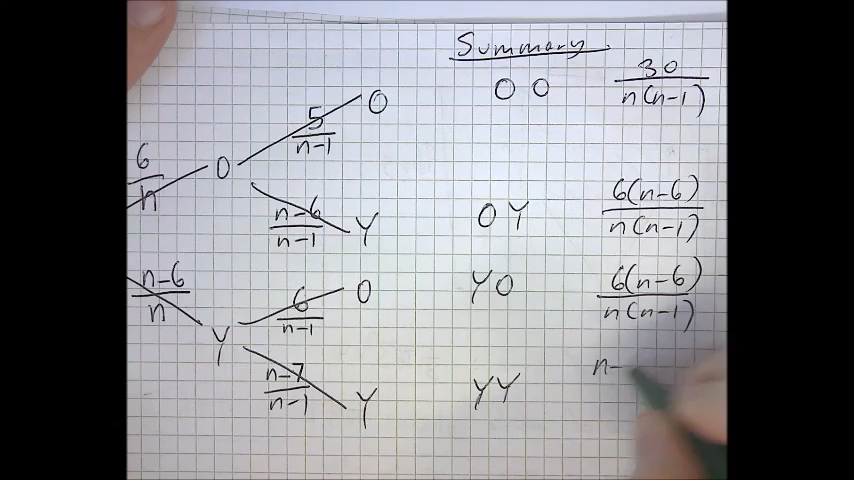 Summary
O O 30/n(n-1)
5/n-1 O
6/n O
n-6/n-1 Y
O Y 6(n-6)/n(n-1)
n-6/n Y
6/n-1 O
Y O 6(n-6)/n(n-1)
n-7/n-1 Y
Y Y n-